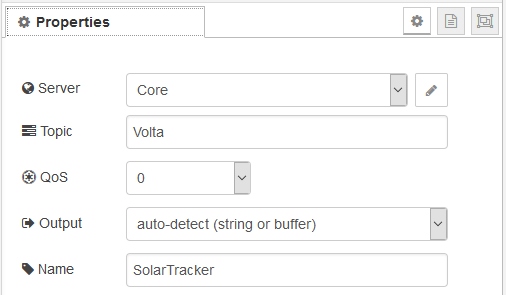 Properties
Server Core
Topic Volta
QoS 0
Output auto-detect (string or buffer)
Name SolarTracker